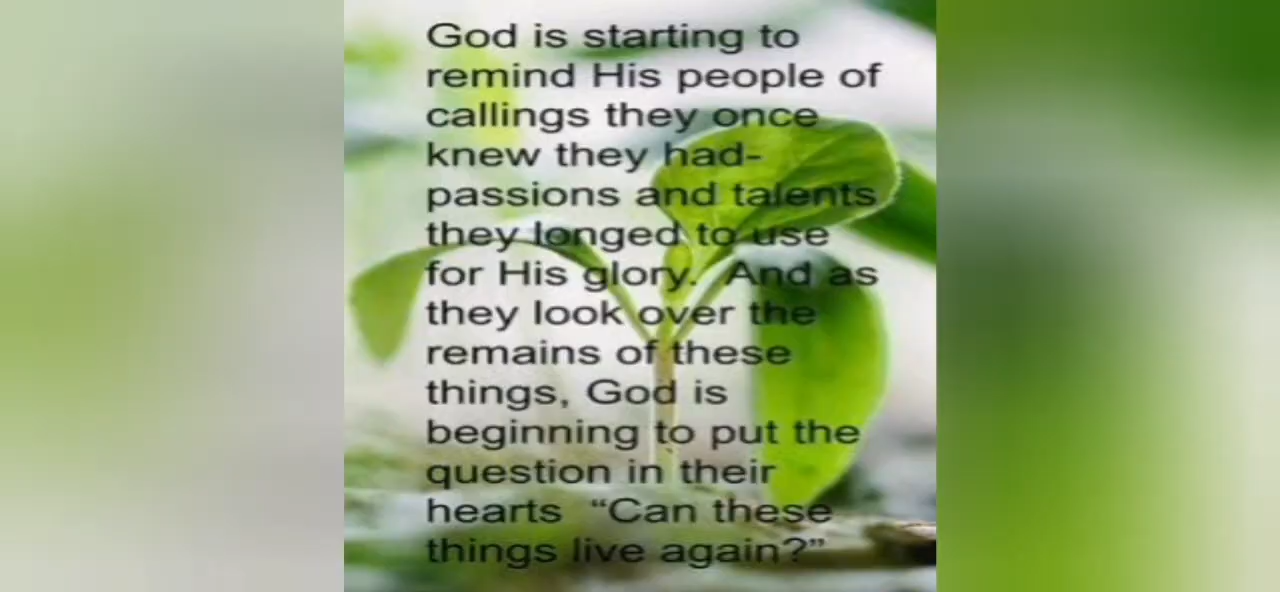 God is starting to
remind His people of
callings they once
knew they had-
passions and talents
they longed to use
for His glory.  And as
they look over the
remains of these
things, God is
beginning to put the
question in their
hearts  “Can these
things live again?”